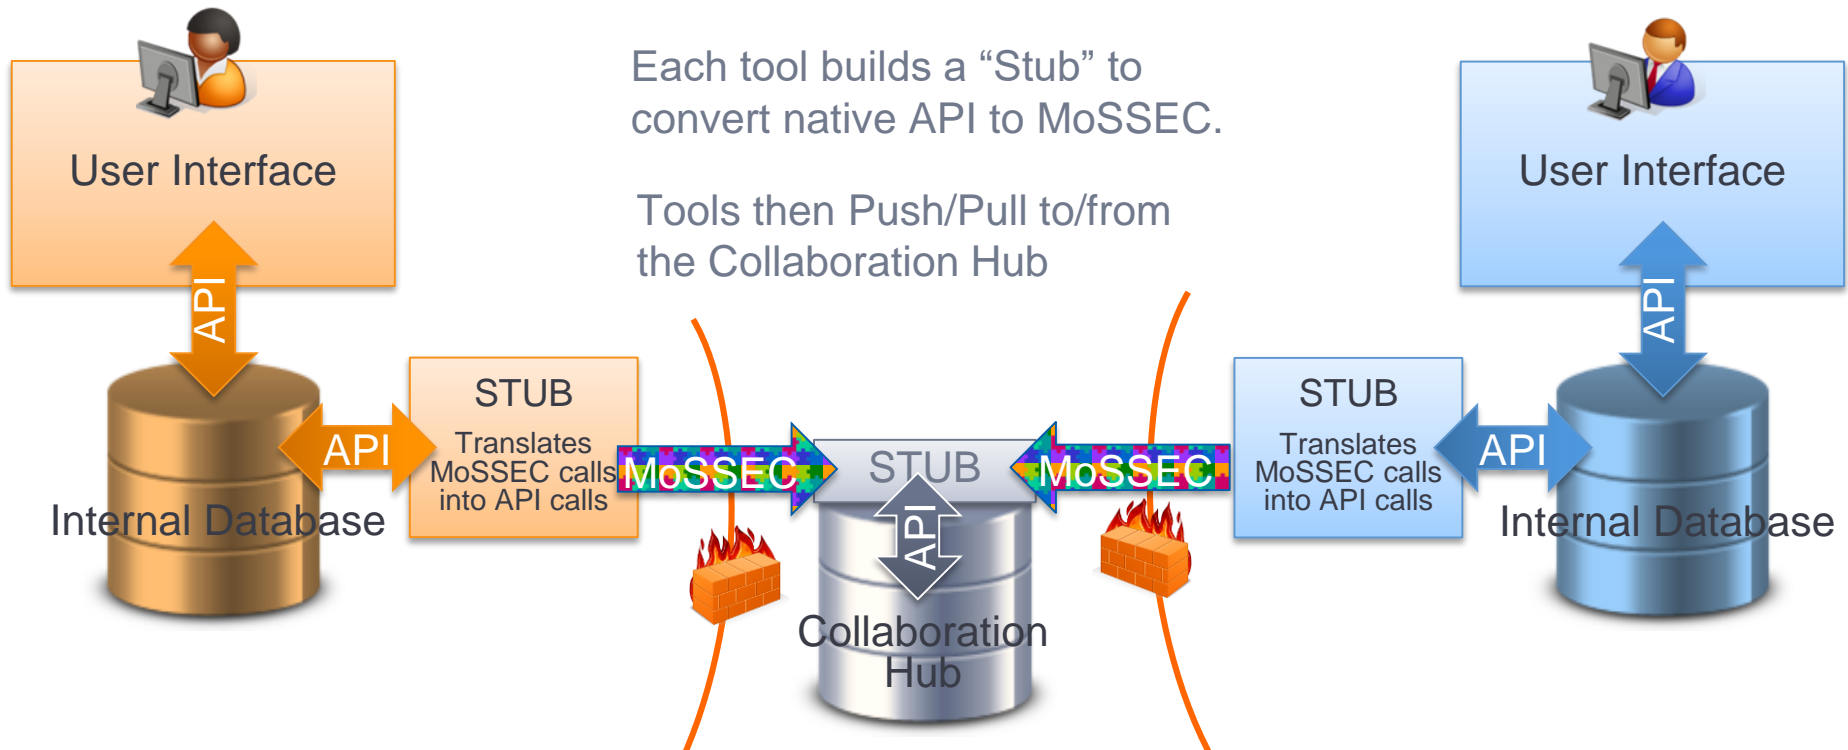 Each tool builds a “Stub” to
convert native API to MoSSEC.
Tools then Push/Pull to/from
the Collaboration Hub
User Interface
API
Internal Database
API
STUB
Translates
MoSSEC calls
into API calls
MoSSEC
STUB
API
Collaboration
Hub
MoSSEC
STUB
Translates
MoSSEC calls
into API calls
API
User Interface
API
Internal Database